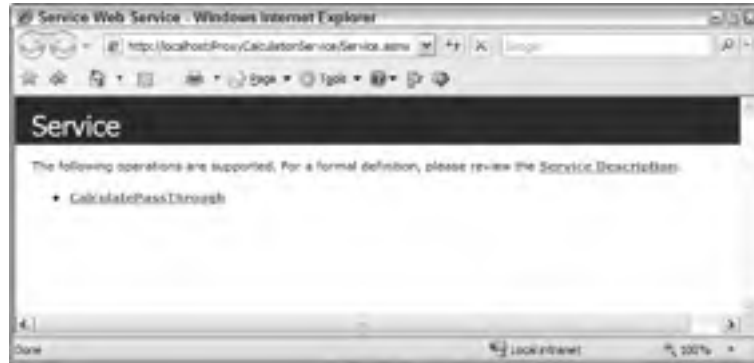 Service Web Service - Windows Internet Explorer
http://localhost/ProxyCalculatorService/Service.asmx
Google
Page Tools
Service
The following operations are supported. For a formal definition, please review the Service Description.
CalculatePassThrough
Done
Local intranet
100%